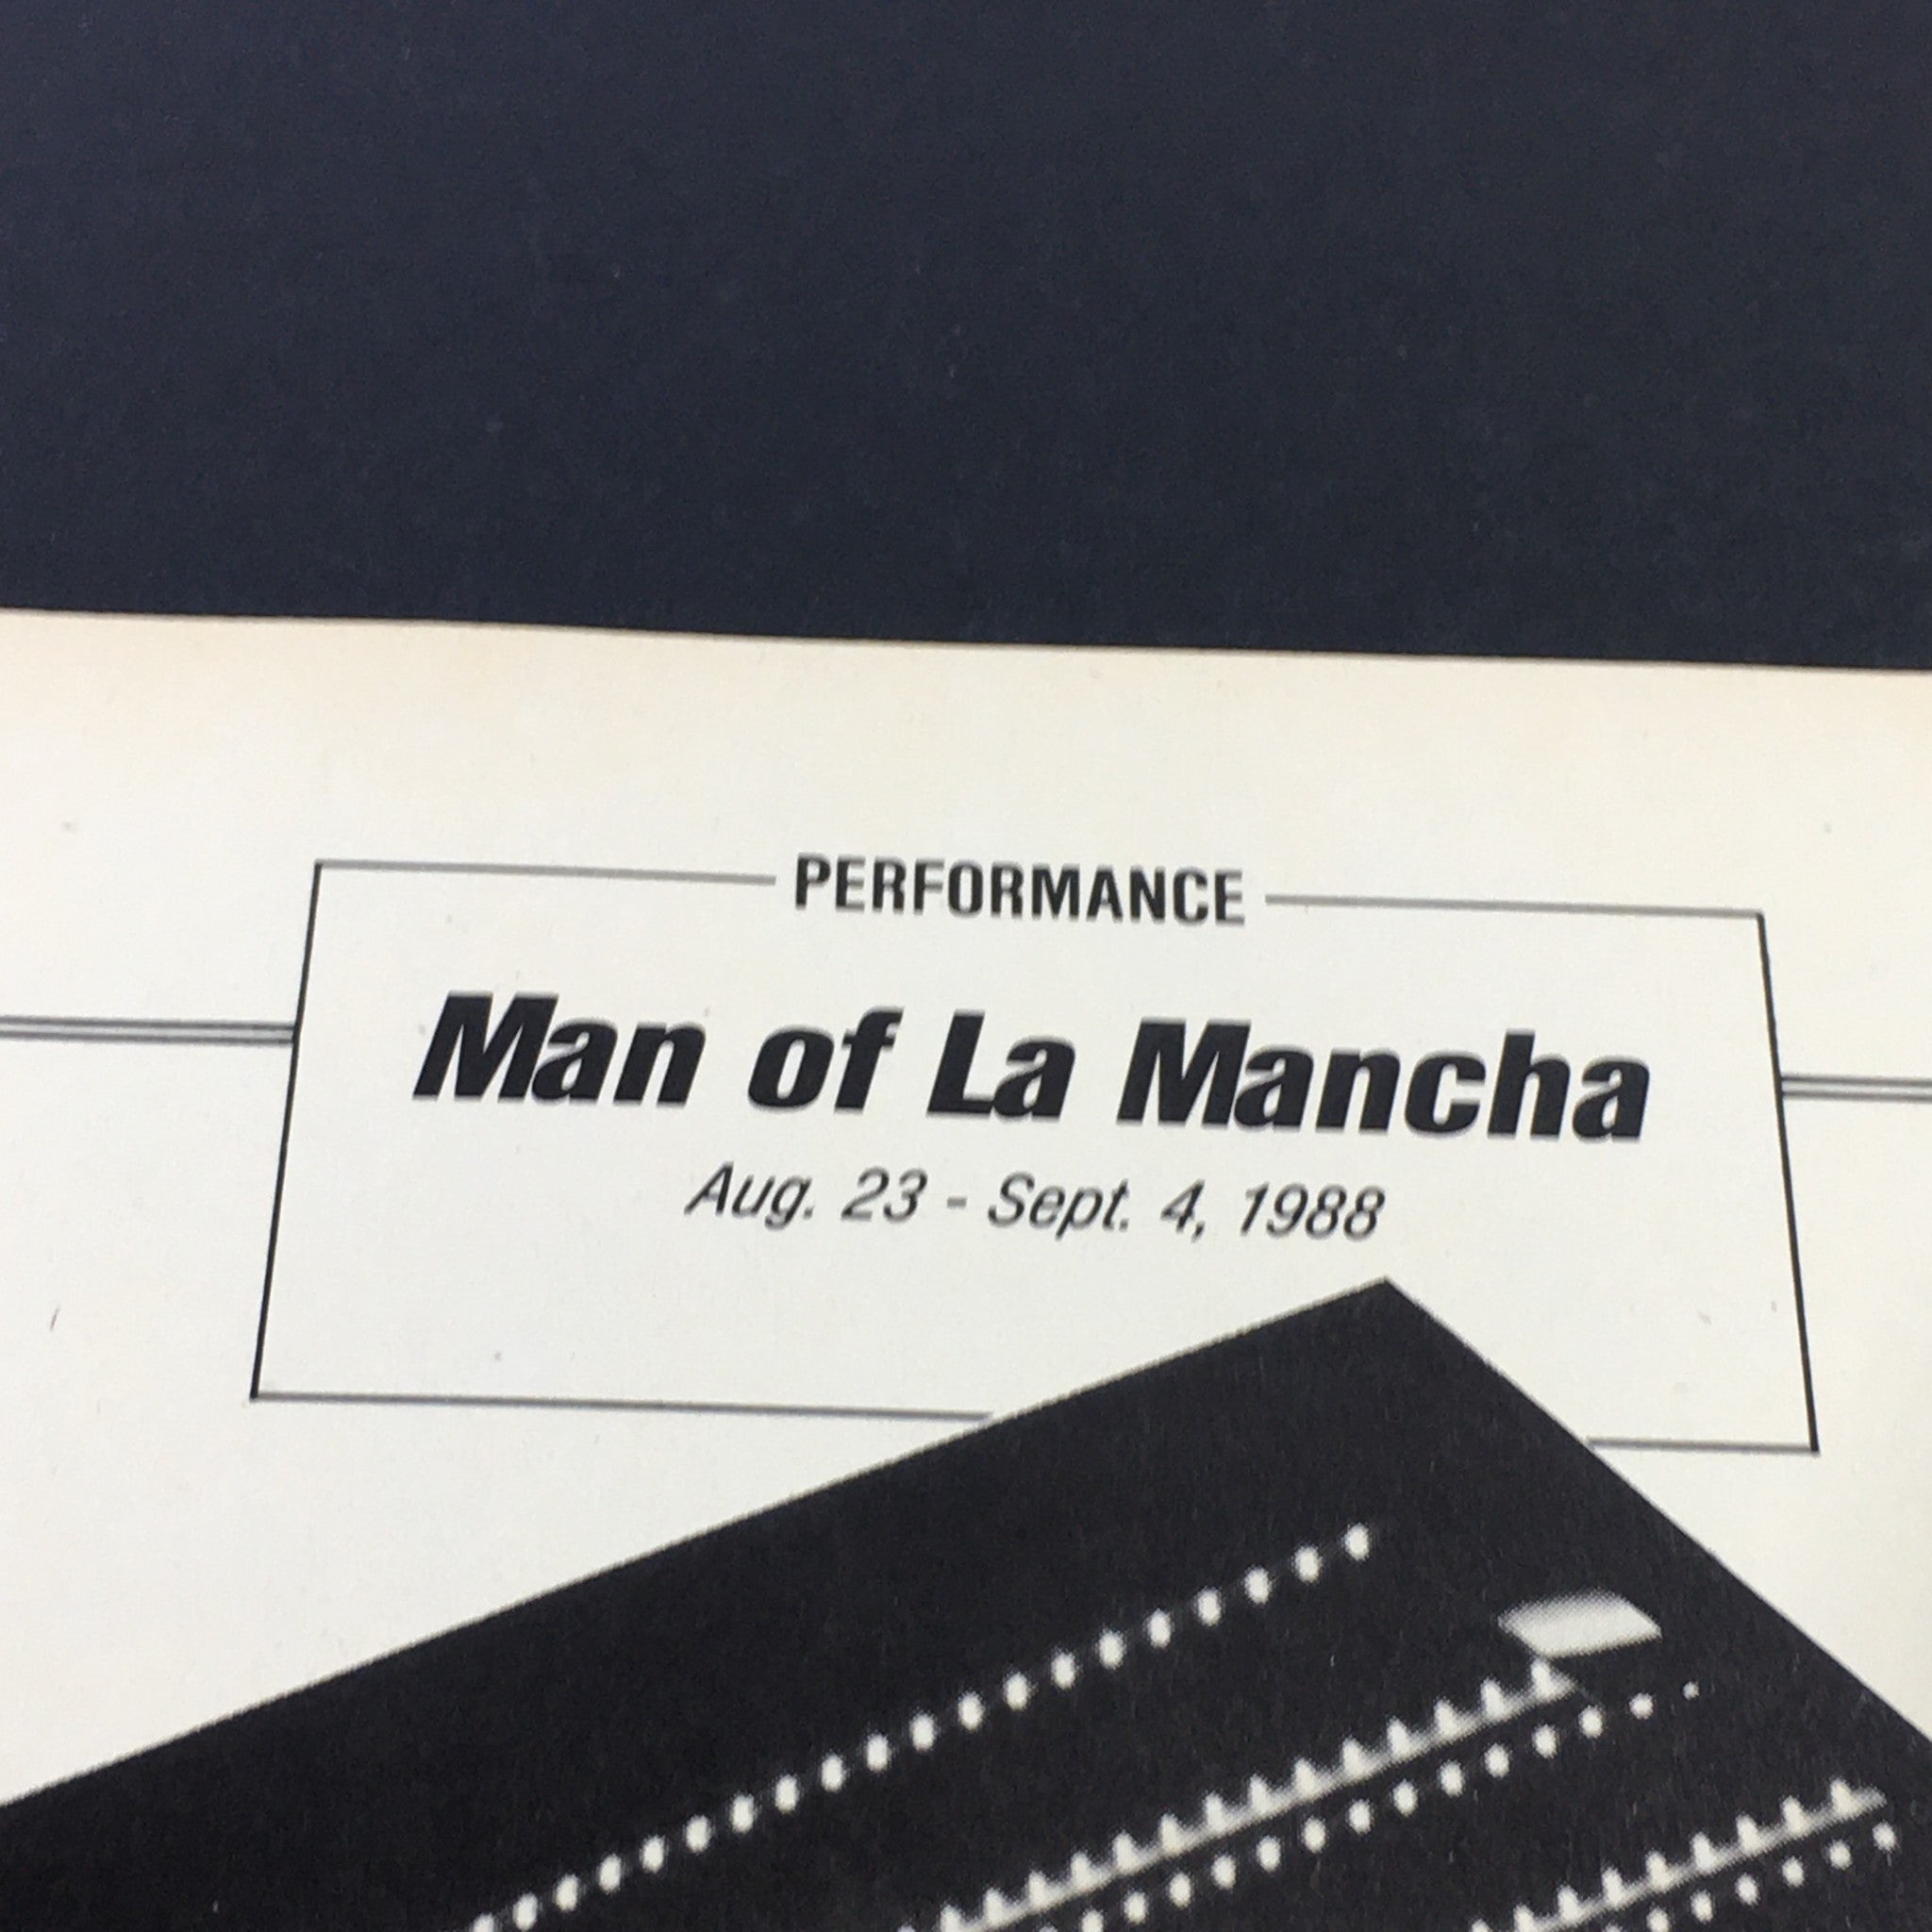 PERFORMANCE
Man of La Mancha
Aug. 23 - Sept. 4, 1988